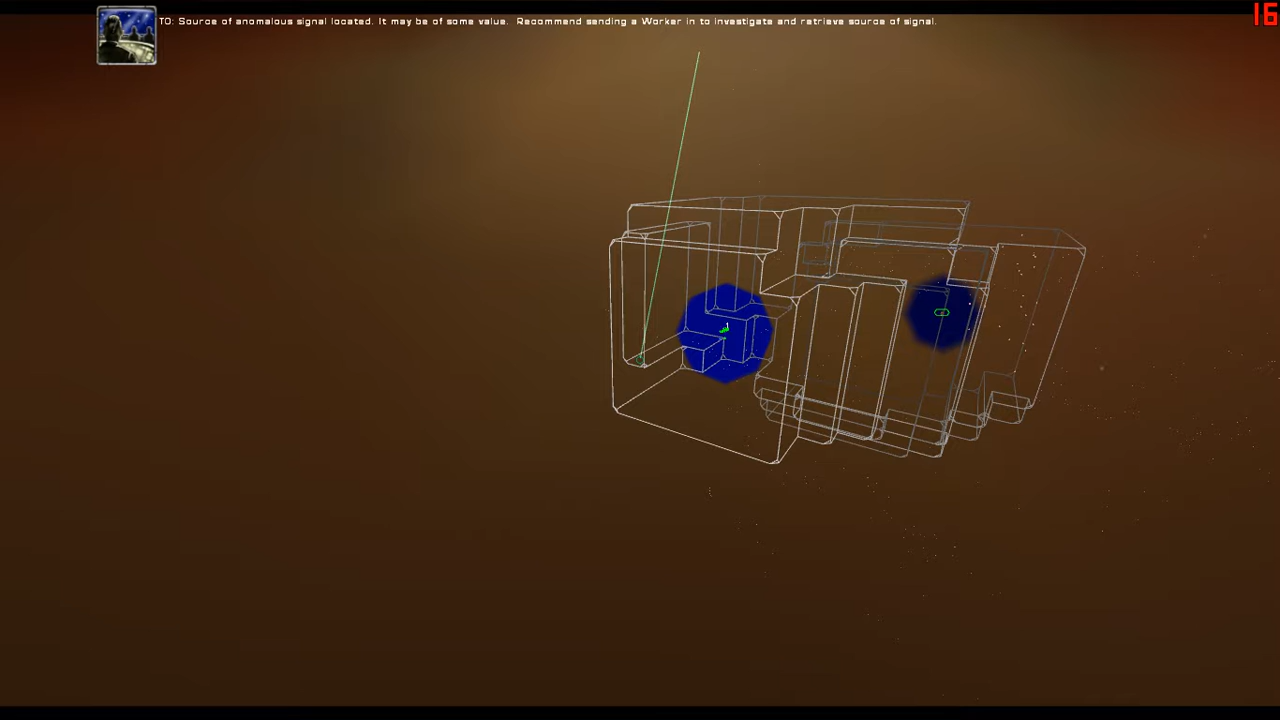 TO: Source of anomalous signal located. It may be of some value. Recommend sending a Worker in to investigate and retrieve source of signal.
16